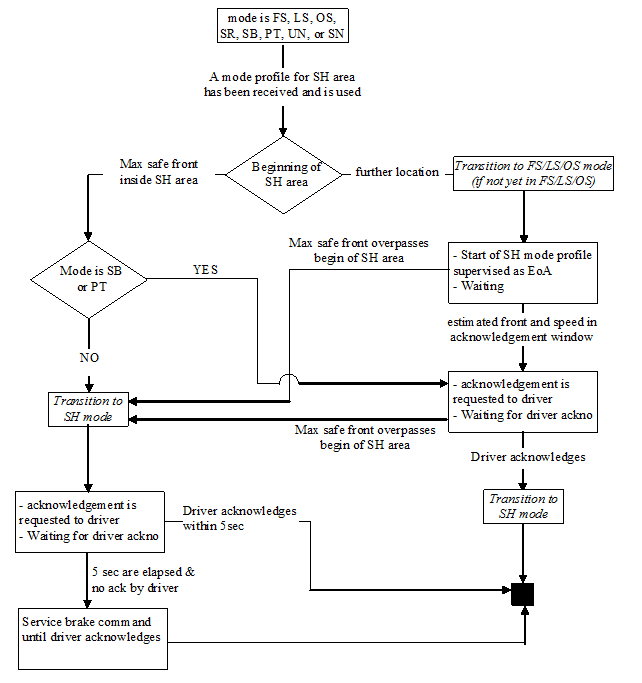 mode is FS, LS, OS,
SR, SB, PT, UN, or SN
A mode profile for SH area
has been received and is used
Max safe front
inside SH area
Beginning of
SH area
further location
Transition to FS/LS/OS mode
(if not yet in FS/LS/OS)
Max safe front overpasses
begin of SH area
- Start of SH mode profile
supervised as EoA
- Waiting
Mode is SB
or PT
YES
estimated front and speed in
acknowledgement window
NO
- acknowledgement is
requested to driver
- Waiting for driver ackno
Transition to
SH mode
Max safe front overpasses
begin of SH area
Driver acknowledges
- acknowledgement is
requested to driver
- Waiting for driver ackno
Driver acknowledges
within 5sec
Transition to
SH mode
5 sec are elapsed &
no ack by driver
Service brake command
until driver acknowledges